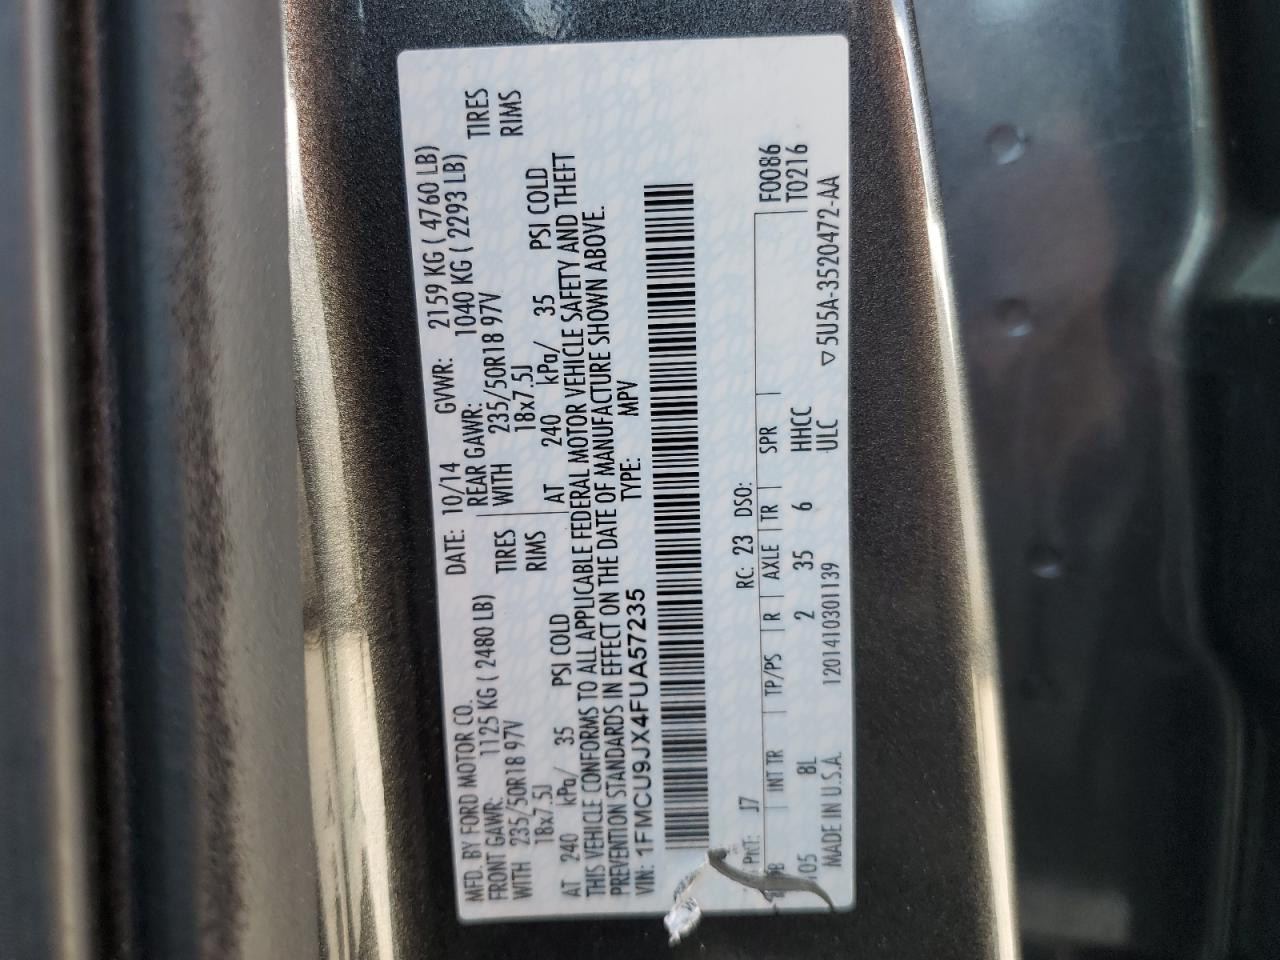 MFD. BY FORD MOTOR CO.
DATE: 10/14 GVWR: 2159 KG ( 4760 LB)
FRONT GAWR: 1125 KG ( 2480 LB) REAR GAWR: 1040 KG ( 2293 LB)
WITH 235/50R18 97V TIRES WITH 235/50R18 97V TIRES
18x7.5J RIMS 18x7.5J RIMS
AT 240 kPa/ 35 PSI COLD AT 240 kPa/ 35 PSI COLD
THIS VEHICLE CONFORMS TO ALL APPLICABLE FEDERAL MOTOR VEHICLE SAFETY AND THEFT
PREVENTION STANDARDS IN EFFECT ON THE DATE OF MANUFACTURE SHOWN ABOVE.
VIN: 1FMCU9JX4FUA57235 TYPE: MPV
PNT: J7 RC: 23 DSO: F0086
INT TR TP/PS R AXLE TR SPR T0216
105 8L 2 35 6 HHCC
ULC
MADE IN U.S.A. 1201410301139 ▽5U5A-3520472-AA